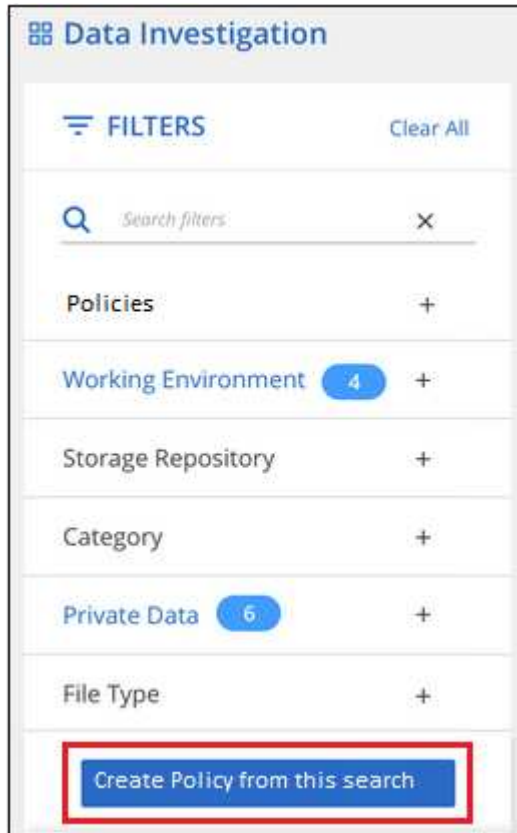 Data Investigation
FILTERS Clear All
Search filters
Policies +
Working Environment 4 +
Storage Repository +
Category +
Private Data 6 +
File Type +
Create Policy from this search